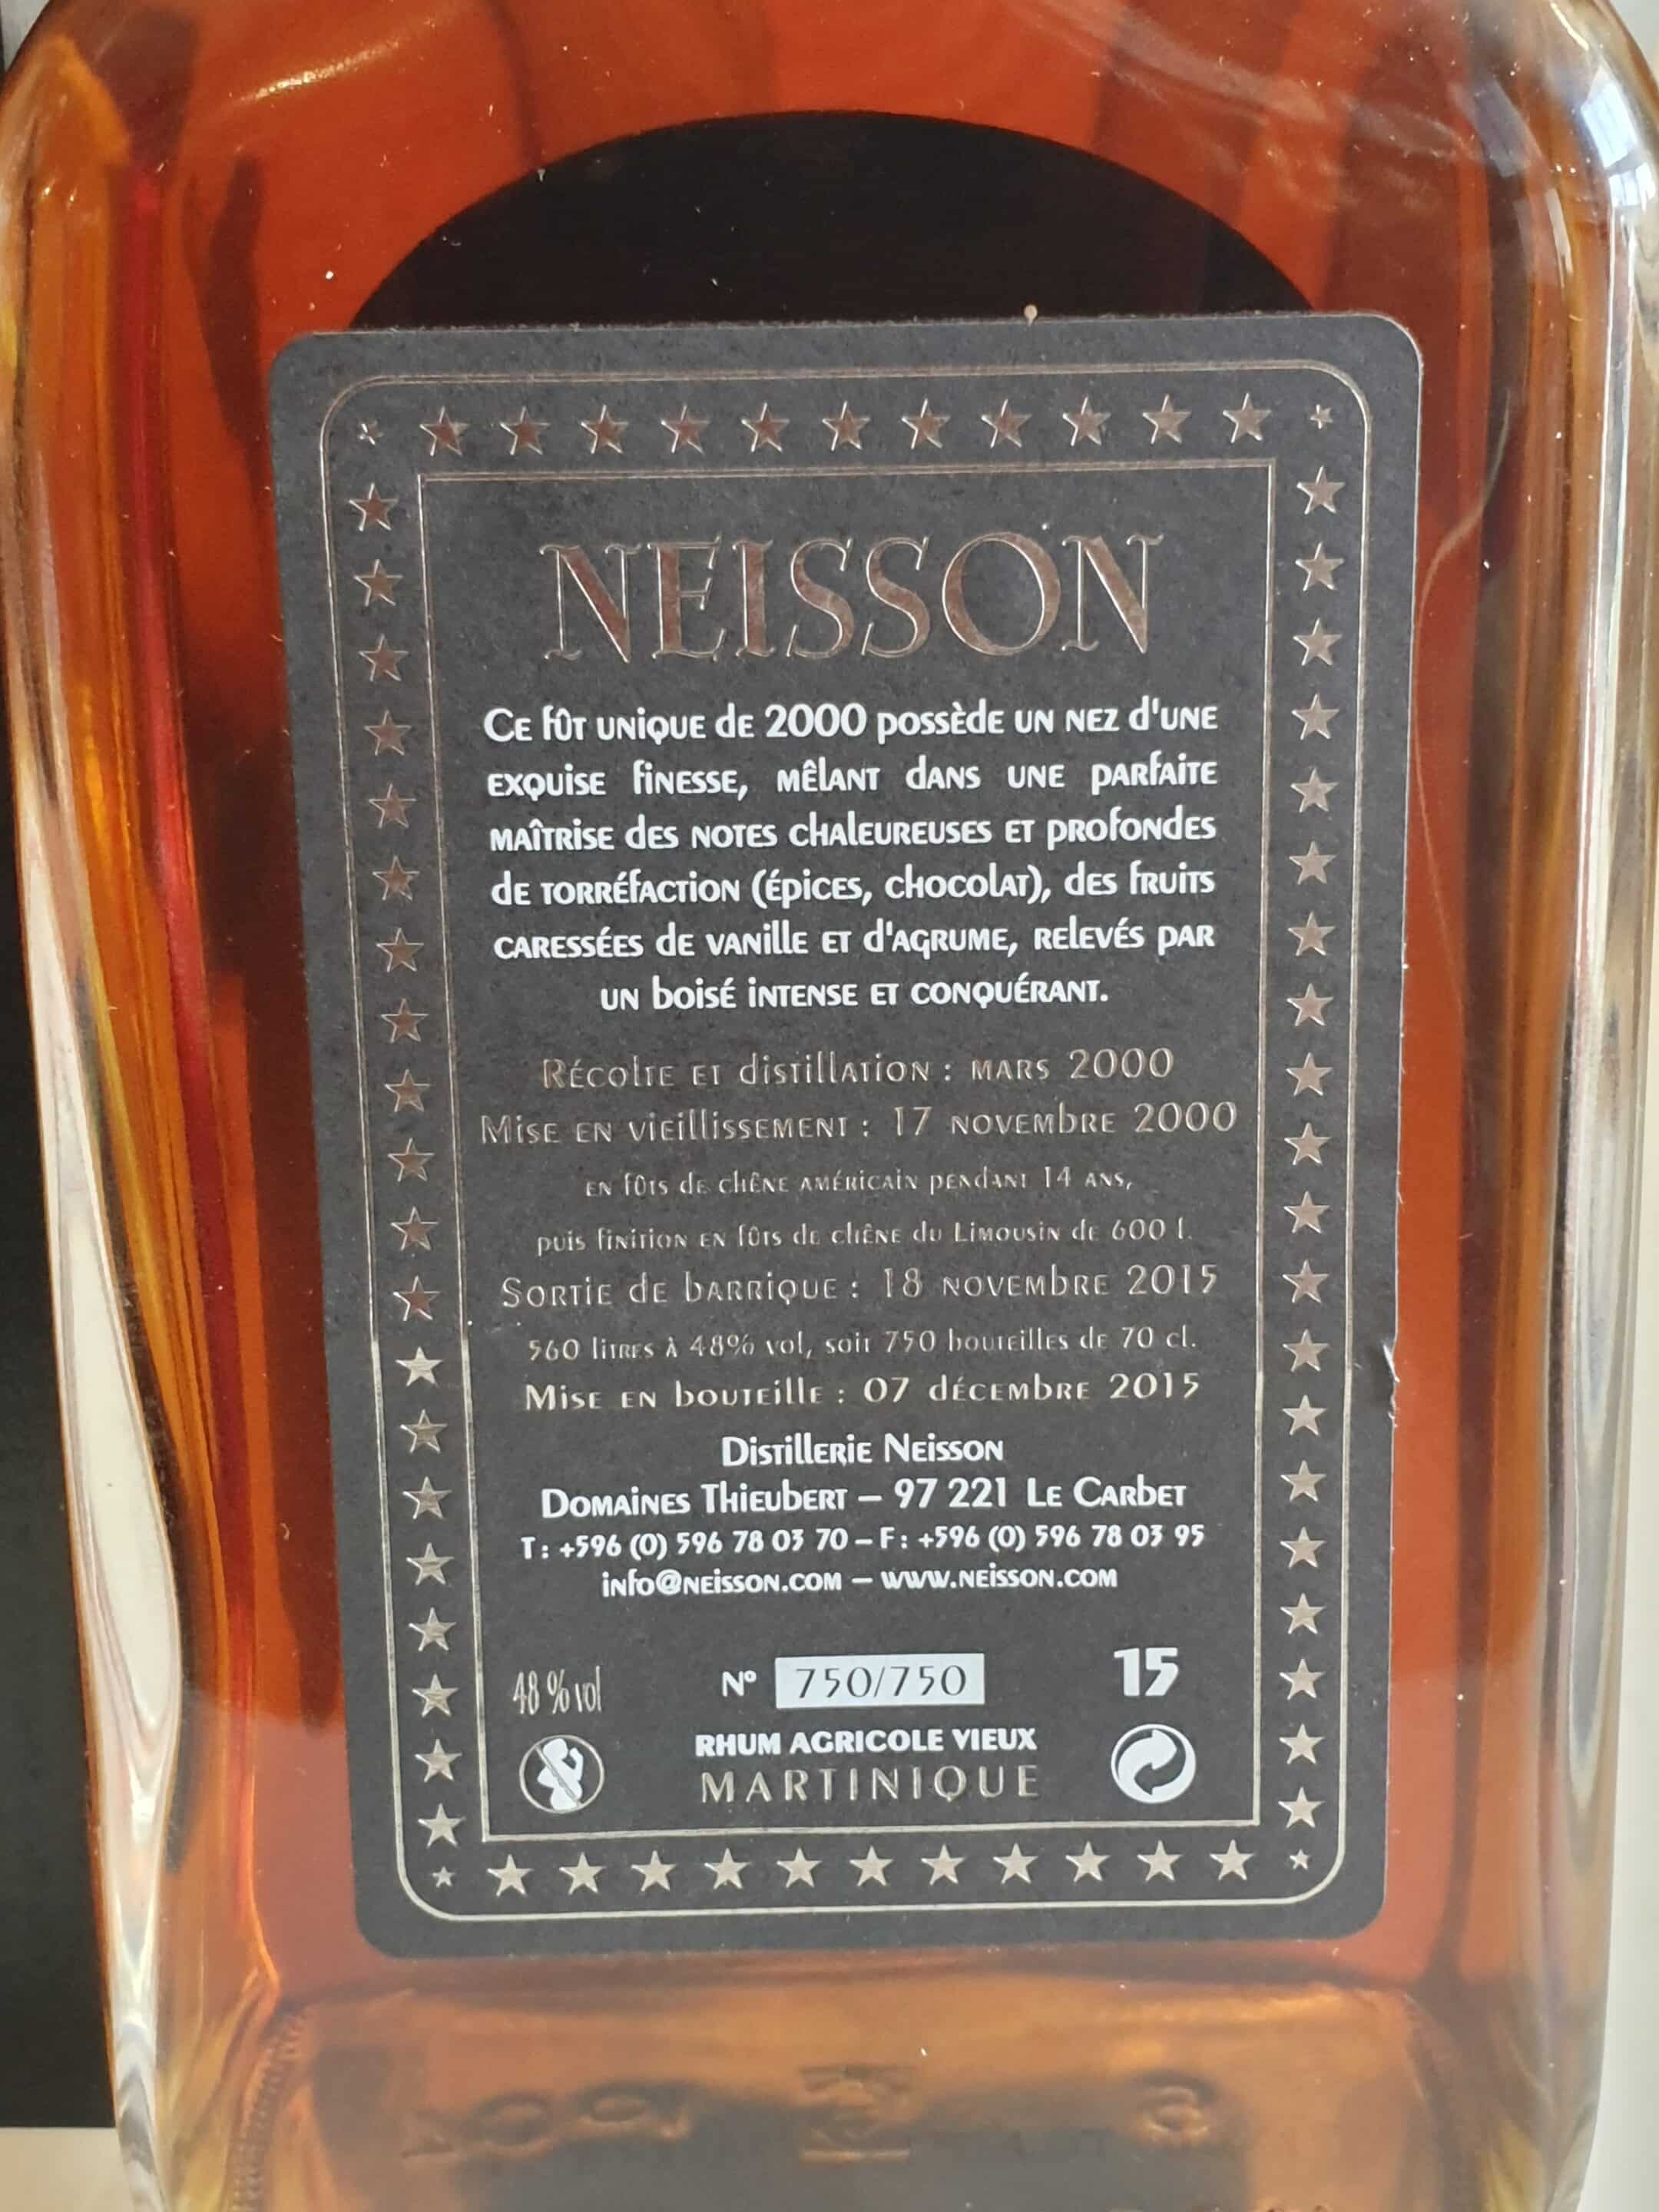 NEISSON
Ce fût unique de 2000 possède un nez d'une
exquise finesse, mêlant dans une parfaite
maîtrise des notes chaleureuses et profondes
de torréfaction (épices, chocolat), des fruits
caressées de vanille et d'agrume, relevés par
un boisé intense et conquérant.
Récolte et distillation : mars 2000
Mise en vieillissement : 17 novembre 2000
en fûts de chêne américain pendant 14 ans,
puis finition en fûts de chêne du Limousin de 600 l.
Sortie de barrique : 18 novembre 2015
560 litres à 48% vol, soit 750 bouteilles de 70 cl.
Mise en bouteille : 07 décembre 2015
Distillerie Neisson
Domaines Thieubert – 97 221 Le Carbet
T : +596 (0) 596 78 03 70 – F : +596 (0) 596 78 03 95
info@neisson.com – www.neisson.com
48 % vol N° 750/750 15
RHUM AGRICOLE VIEUX
MARTINIQUE